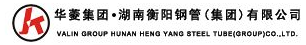 华菱集团·湖南衡阳钢管(集团)有限公司
VALIN GROUP HUNAN HENG YANG STEEL TUBE(GROUP)CO.,LTD.